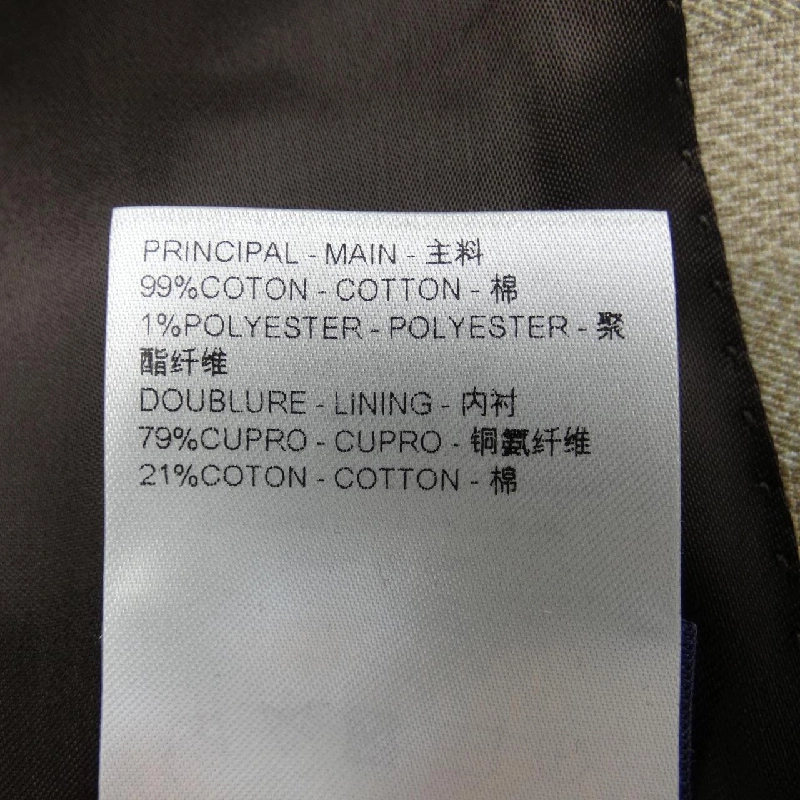 PRINCIPAL - MAIN - 主料
99%COTON - COTTON - 棉
1%POLYESTER - POLYESTER - 聚
酯纤维
DOUBLURE - LINING - 内衬
79%CUPRO - CUPRO - 铜氨纤维
21%COTON - COTTON - 棉